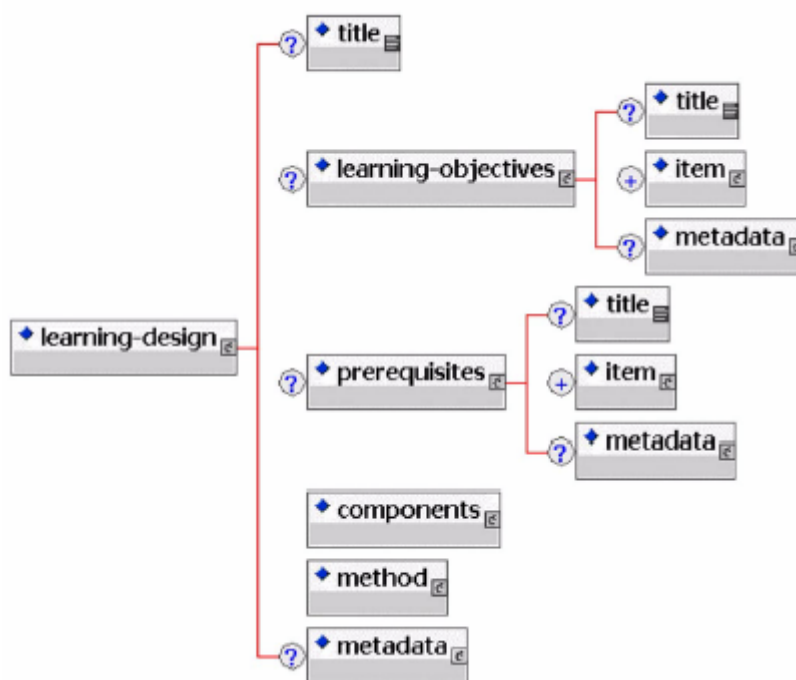 ? title
? learning-objectives
? title
+ item
? metadata
learning-design
? prerequisites
? title
+ item
? metadata
components
method
? metadata